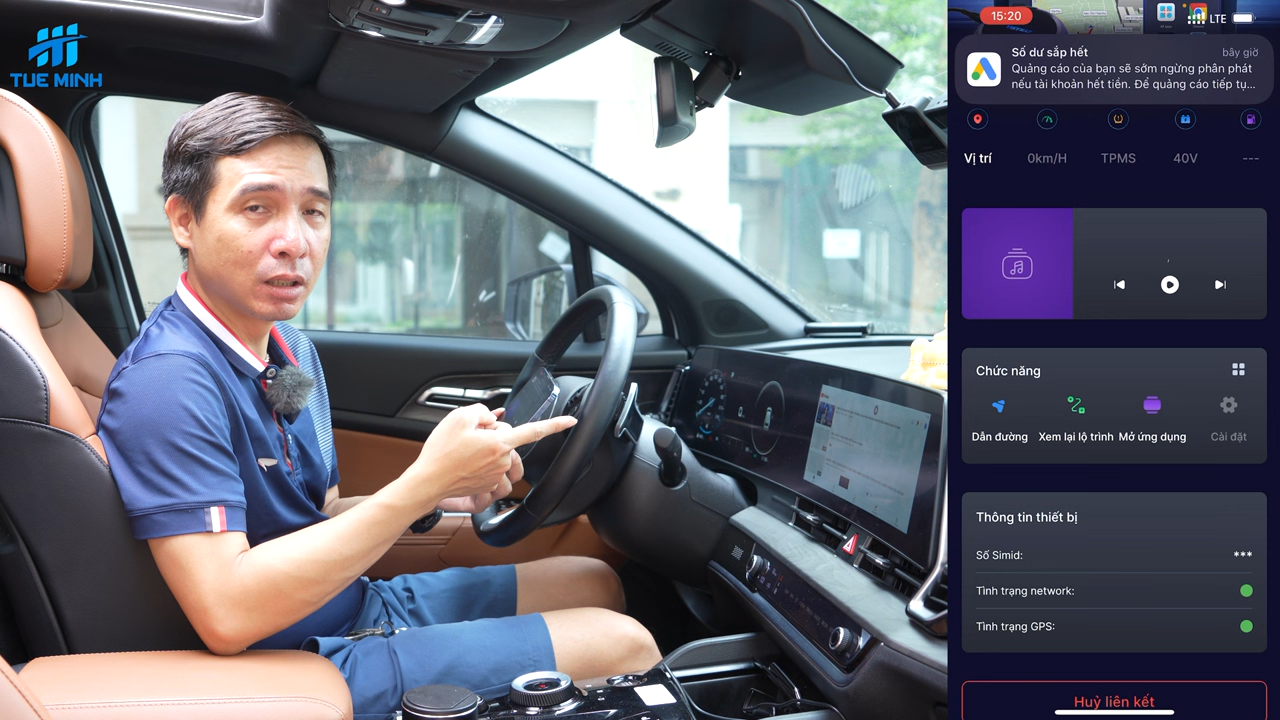 TUE MINH
15:20
LTE
Số dư sắp hết
bây giờ
Quảng cáo của bạn sẽ sớm ngừng phân phát
nếu tài khoản hết tiền. Để quảng cáo tiếp tụ...
Vị trí
0km/H
TPMS
40V
---
Chức năng
Dẫn đường
Xem lại lộ trình
Mở ứng dụng
Cài đặt
Thông tin thiết bị
Số Simid:
***
Tình trạng network:
Tình trạng GPS:
Huỷ liên kết